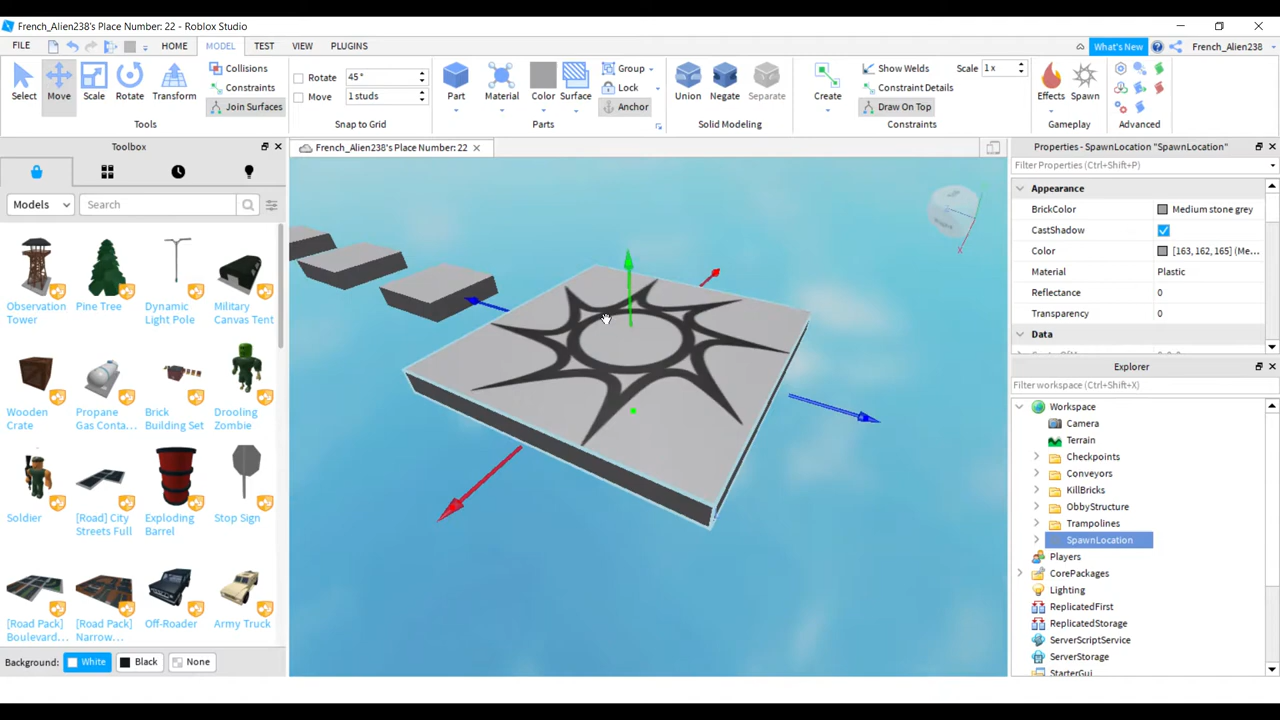 French_Alien238's Place Number: 22 - Roblox Studio
FILE HOME MODEL TEST VIEW PLUGINS What's New French_Alien238
Select Move Scale Rotate Transform Collisions Constraints Join Surfaces
Tools
Rotate 45°
Move 1 studs
Snap to Grid
Part Material Color Surface Group Lock Anchor
Parts
Union Negate Separate
Solid Modeling
Create Show Welds Scale 1 x
Constraint Details
Draw On Top
Constraints
Effects Spawn
Gameplay
Advanced
Toolbox
Models Search
Observation Tower
Pine Tree
Dynamic Light Pole
Military Canvas Tent
Wooden Crate
Propane Gas Conta...
Brick Building Set
Drooling Zombie
Soldier
[Road] City Streets Full
Exploding Barrel
Stop Sign
[Road Pack] Boulevard...
[Road Pack] Narrow...
Off-Roader
Army Truck
Background: White Black None
French_Alien238's Place Number: 22
Properties - SpawnLocation "SpawnLocation"
Filter Properties (Ctrl+Shift+P)
Appearance
BrickColor Medium stone grey
CastShadow
Color [163, 162, 165] (Me...
Material Plastic
Reflectance 0
Transparency 0
Data
Explorer
Filter workspace (Ctrl+Shift+X)
Workspace
Camera
Terrain
Checkpoints
Conveyors
KillBricks
ObbyStructure
Trampolines
SpawnLocation
Players
CorePackages
Lighting
ReplicatedFirst
ReplicatedStorage
ServerScriptService
ServerStorage
StarterGui